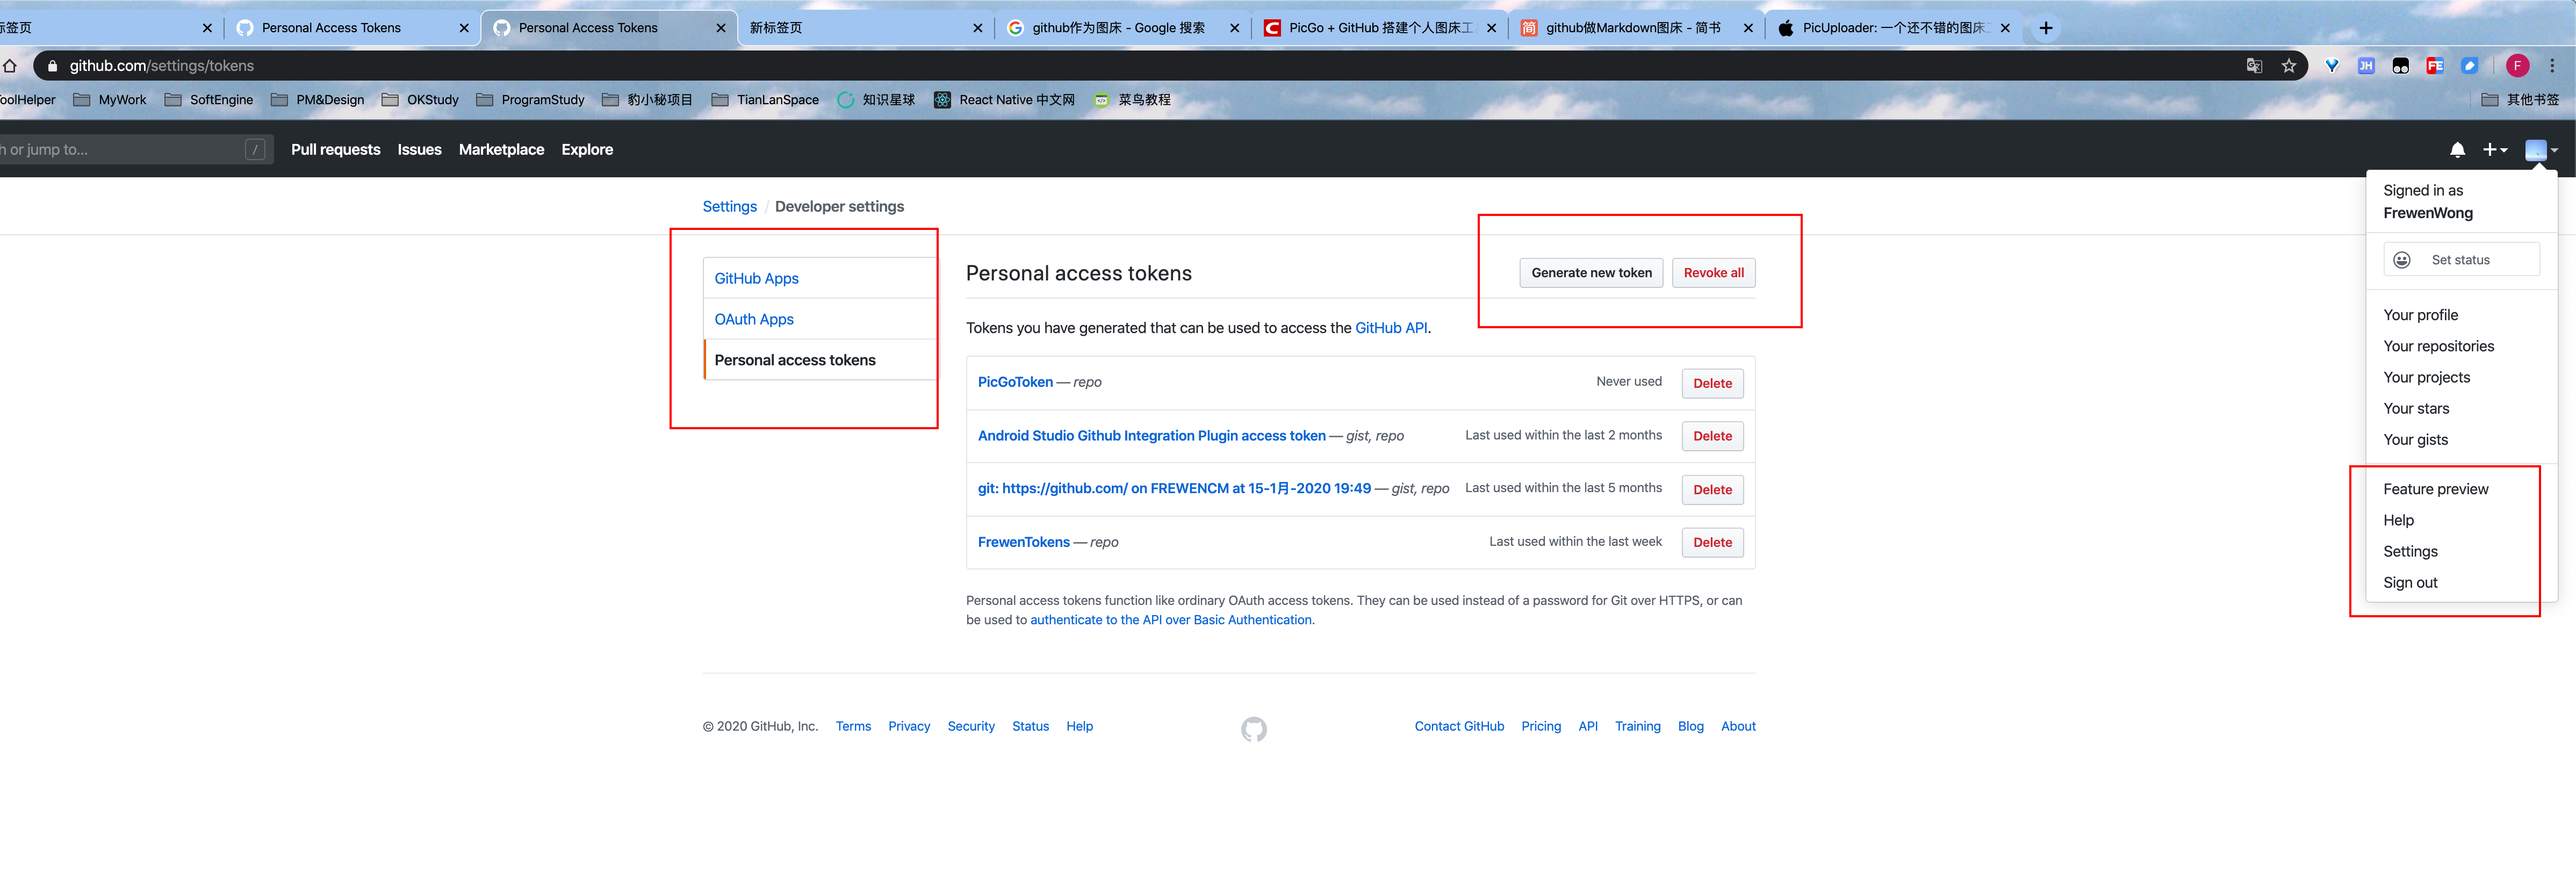 标签页
Personal Access Tokens
Personal Access Tokens
新标签页
github作为图床 - Google 搜索
PicGo + GitHub 搭建个人图床工
github做Markdown图床 - 简书
PicUploader: 一个还不错的图床
github.com/settings/tokens
JH
FE
F
oolHelper
MyWork
SoftEngine
PM&Design
OKStudy
ProgramStudy
豹小秘项目
TianLanSpace
知识星球
React Native 中文网
菜鸟教程
其他书签
h or jump to...
/
Pull requests
Issues
Marketplace
Explore
Signed in as
FrewenWong
Set status
Your profile
Your repositories
Your projects
Your stars
Your gists
Feature preview
Help
Settings
Sign out
Settings / Developer settings
GitHub Apps
OAuth Apps
Personal access tokens
Personal access tokens
Generate new token
Revoke all
Tokens you have generated that can be used to access the GitHub API.
PicGoToken — repo
Never used
Delete
Android Studio Github Integration Plugin access token — gist, repo
Last used within the last 2 months
Delete
git: https://github.com/ on FREWENCM at 15-1月-2020 19:49 — gist, repo
Last used within the last 5 months
Delete
FrewenTokens — repo
Last used within the last week
Delete
Personal access tokens function like ordinary OAuth access tokens. They can be used instead of a password for Git over HTTPS, or can
be used to authenticate to the API over Basic Authentication.
© 2020 GitHub, Inc.
Terms
Privacy
Security
Status
Help
Contact GitHub
Pricing
API
Training
Blog
About